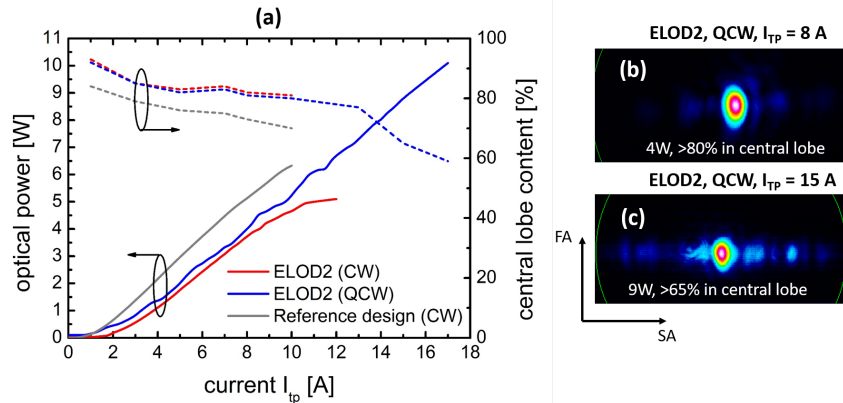 (a)
optical power [W]
11
10
9
8
7
6
5
4
3
2
1
0
100
80
60
40
20
0
central lobe content [%]
ELOD2 (CW)
ELOD2 (QCW)
Reference design (CW)
0 2 4 6 8 10 12 14 16 18
current Itp [A]
ELOD2, QCW, ITP = 8 A
(b)
4W, >80% in central lobe
ELOD2, QCW, ITP = 15 A
(c)
9W, >65% in central lobe
FA
SA